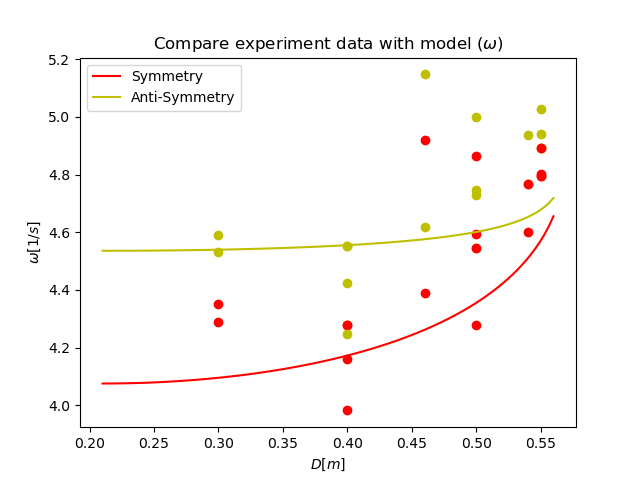 Compare experiment data with model (ω)
Symmetry
Anti-Symmetry
5.2
5.0
4.8
4.6
4.4
4.2
4.0
ω[1/s]
0.20 0.25 0.30 0.35 0.40 0.45 0.50 0.55
D[m]